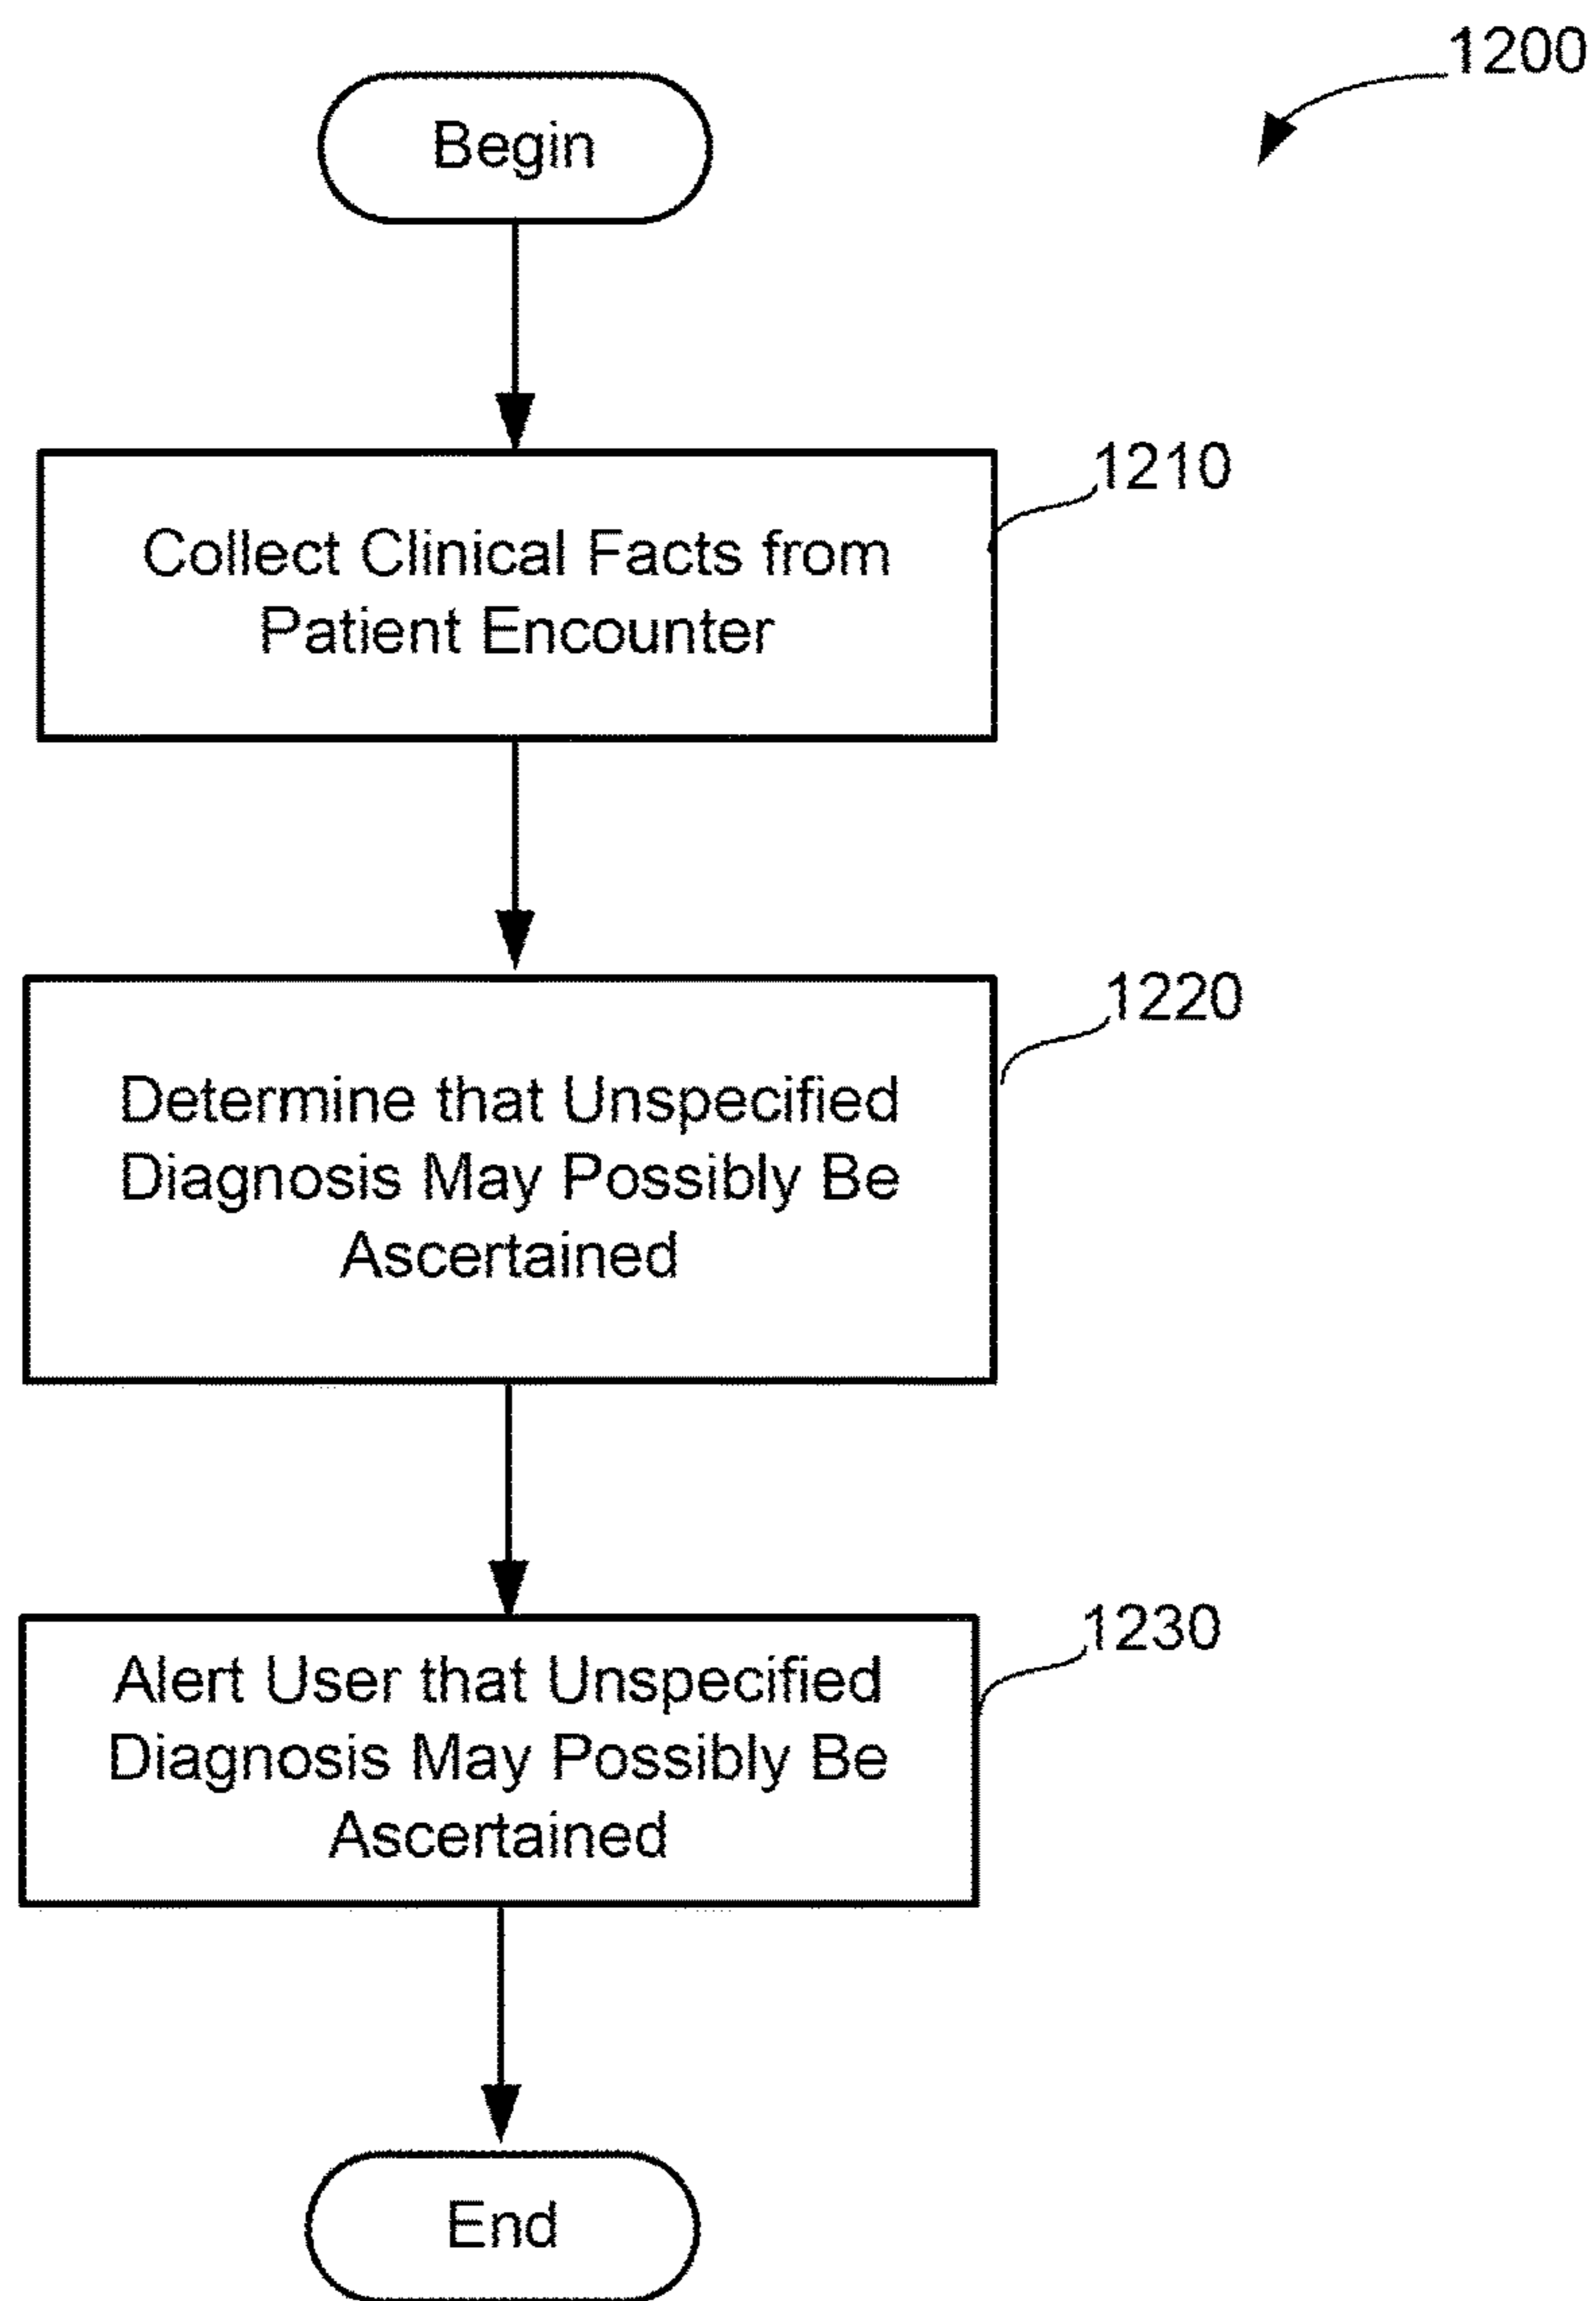 1200
Begin
1210
Collect Clinical Facts from
Patient Encounter
1220
Determine that Unspecified
Diagnosis May Possibly Be
Ascertained
1230
Alert User that Unspecified
Diagnosis May Possibly Be
Ascertained
End